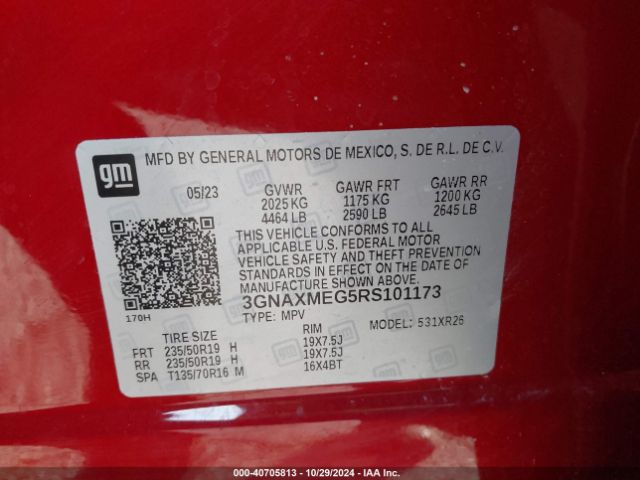 gm
MFD BY GENERAL MOTORS DE MEXICO, S. DE R.L. DE C.V.
05/23 GVWR GAWR FRT GAWR RR
2025 KG 1175 KG 1200 KG
4464 LB 2590 LB 2645 LB
THIS VEHICLE CONFORMS TO ALL
APPLICABLE U.S. FEDERAL MOTOR
VEHICLE SAFETY AND THEFT PREVENTION
STANDARDS IN EFFECT ON THE DATE OF
MANUFACTURE SHOWN ABOVE.
3GNAXMEG5RS101173
170H
TYPE: MPV MODEL: 531XR26
TIRE SIZE RIM
FRT 235/50R19 H 19X7.5J
RR 235/50R19 H 19X7.5J
SPA T135/70R16 M 16X4BT
000-40705813 - 10/29/2024 - IAA Inc.